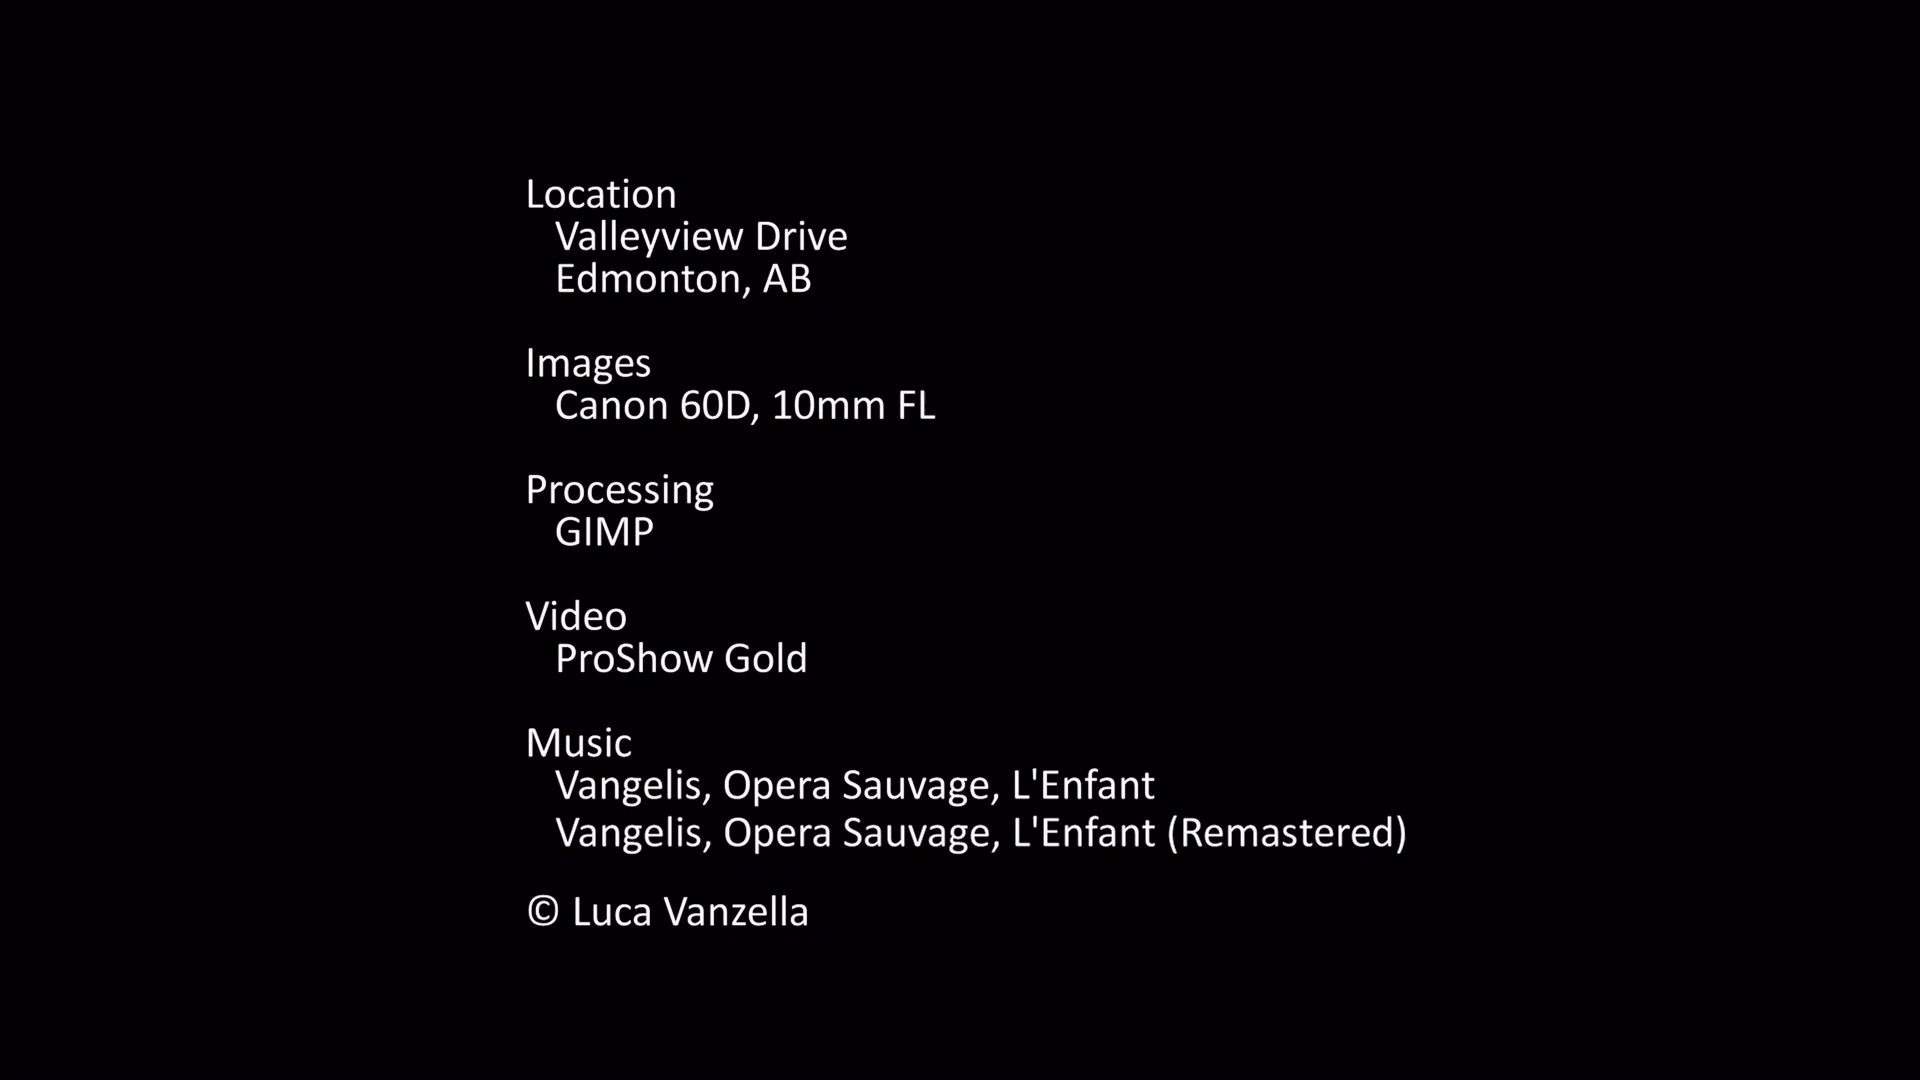 Location
Valleyview Drive
Edmonton, AB
Images
Canon 60D, 10mm FL
Processing
GIMP
Video
ProShow Gold
Music
Vangelis, Opera Sauvage, L'Enfant
Vangelis, Opera Sauvage, L'Enfant (Remastered)
© Luca Vanzella